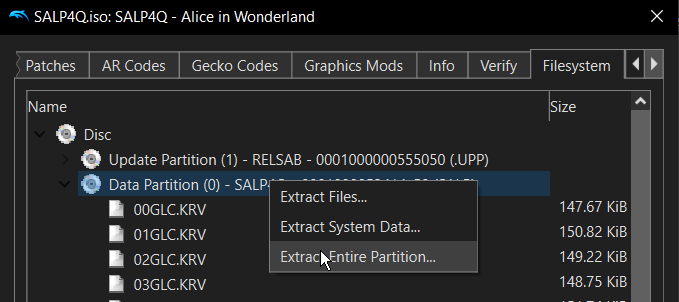 SALP4Q.iso: SALP4Q - Alice in Wonderland
Patches AR Codes Gecko Codes Graphics Mods Info Verify Filesystem
Name Size
Disc
Update Partition (1) - RELSAB - 0001000000555050 (.UPP)
Data Partition (0) -
Extract Files...
00GLC.KRV 147.67 KiB
Extract System Data...
01GLC.KRV 150.82 KiB
Extract Entire Partition...
02GLC.KRV 149.22 KiB
03GLC.KRV 148.75 KiB